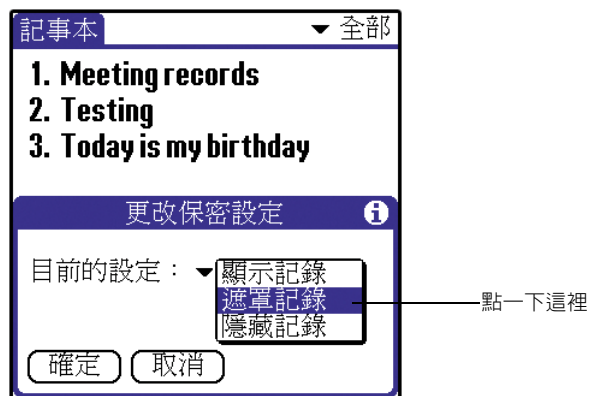 記事本 全部
1. Meeting records
2. Testing
3. Today is my birthday
更改保密設定
目前的設定： 顯示記錄
遮罩記錄 點一下這裡
隱藏記錄
確定 取消